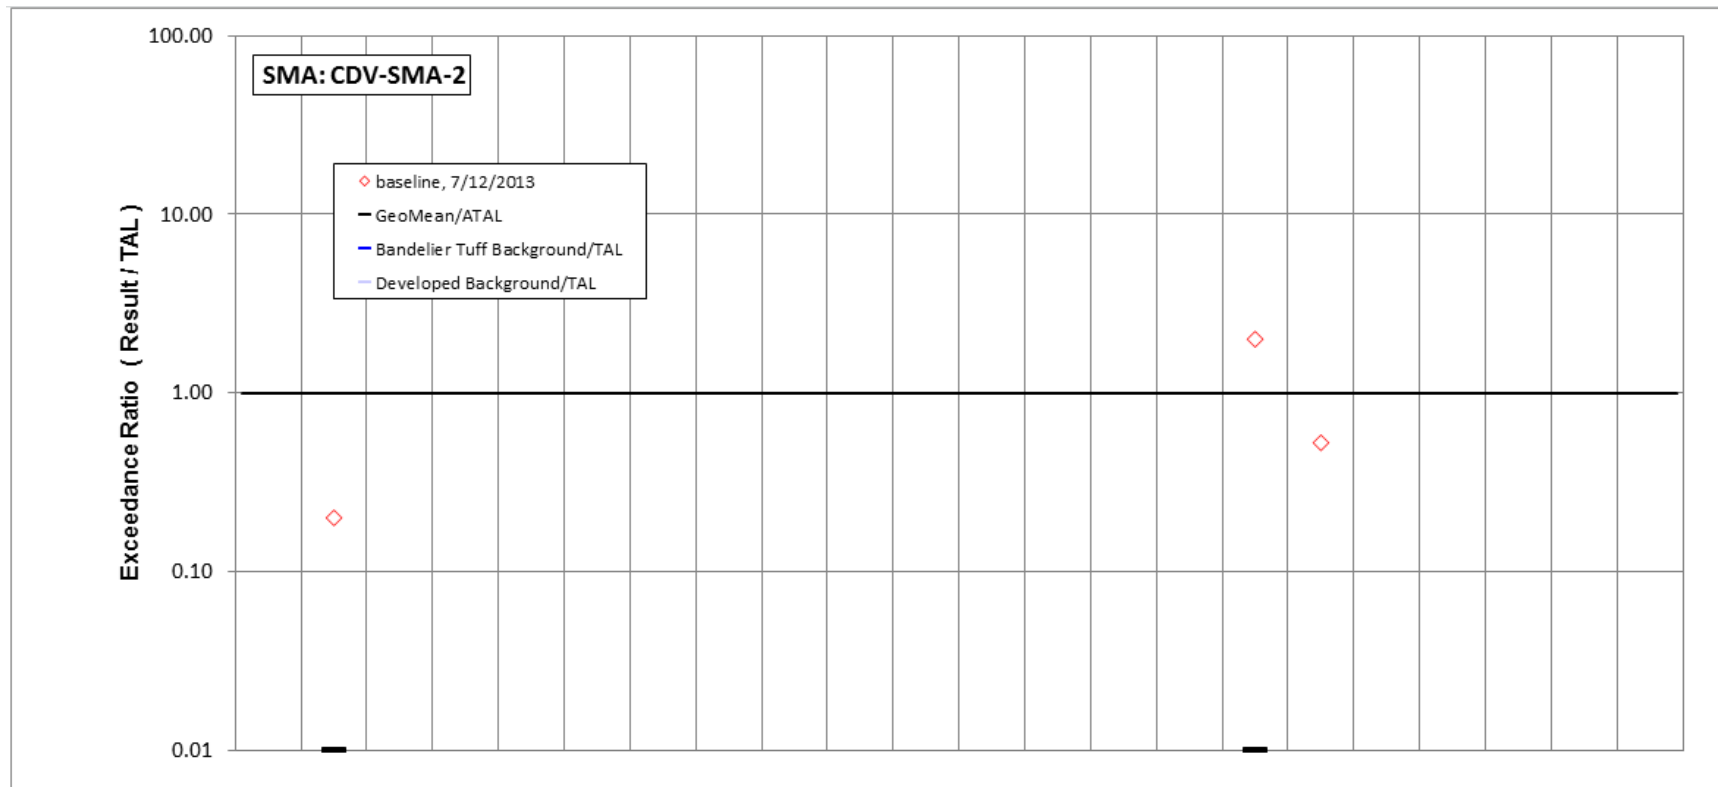 100.00
SMA: CDV-SMA-2
baseline, 7/12/2013
GeoMean/ATAL
Bandelier Tuff Background/TAL
Developed Background/TAL
10.00
1.00
0.10
0.01
Exceedance Ratio ( Result / TAL )